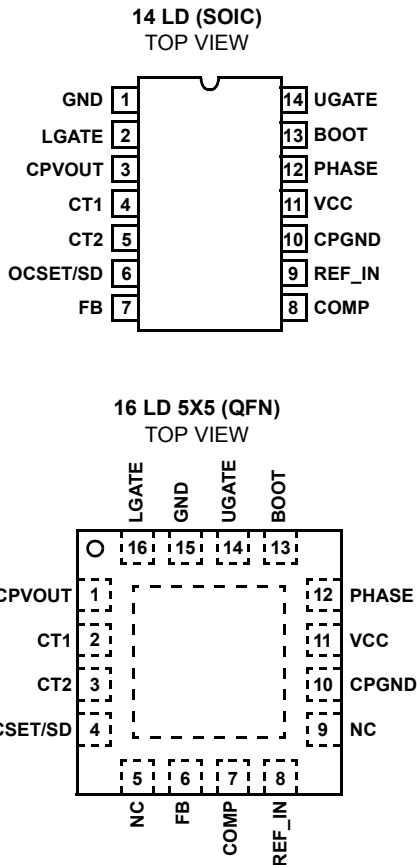 14 LD (SOIC)
TOP VIEW
GND 1 14 UGATE
LGATE 2 13 BOOT
CPVOUT 3 12 PHASE
CT1 4 11 VCC
CT2 5 10 CPGND
OCSET/SD 6 9 REF_IN
FB 7 8 COMP
16 LD 5X5 (QFN)
TOP VIEW
LGATE GND UGATE BOOT
16 15 14 13
CPVOUT 1 12 PHASE
CT1 2 11 VCC
CT2 3 10 CPGND
CSET/SD 4 9 NC
5 6 7 8
NC FB COMP REF_IN